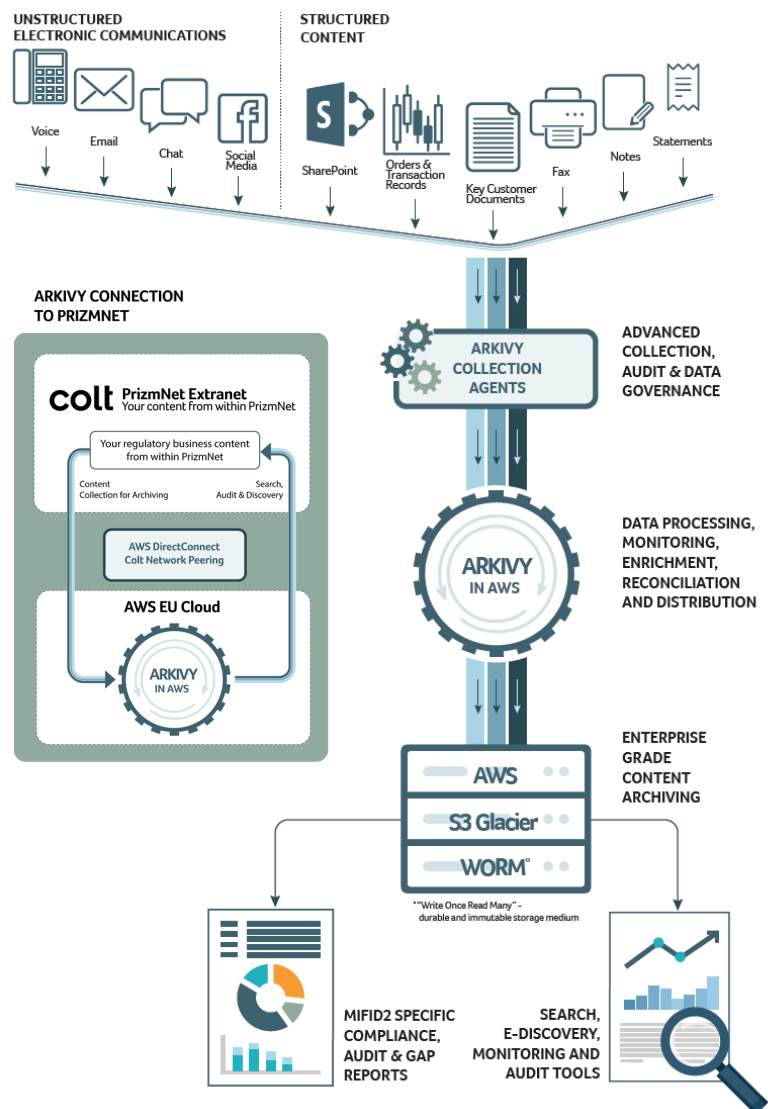 UNSTRUCTURED
ELECTRONIC COMMUNICATIONS
STRUCTURED
CONTENT
Voice
Email
Chat
Social
Media
S
SharePoint
Orders &
Transaction
Records
Key Customer
Documents
Fax
Notes
Statements
ARKIVY CONNECTION
TO PRIZMNET
colt
PrizmNet Extranet
Your content from within PrizmNet
Your regulatory business content
from within PrizmNet
Content
Collection for Archiving
Search,
Audit & Discovery
AWS DirectConnect
Colt Network Peering
AWS EU Cloud
ARKIVY
IN AWS
ARKIVY
COLLECTION
AGENTS
ADVANCED
COLLECTION,
AUDIT & DATA
GOVERNANCE
ARKIVY
IN AWS
DATA PROCESSING,
MONITORING,
ENRICHMENT,
RECONCILIATION
AND DISTRIBUTION
AWS
S3 Glacier
WORM
ENTERPRISE
GRADE
CONTENT
ARCHIVING
*"Write Once Read Many" –
durable and immutable storage medium
MIFID2 SPECIFIC
COMPLIANCE,
AUDIT & GAP
REPORTS
SEARCH,
E-DISCOVERY,
MONITORING AND
AUDIT TOOLS